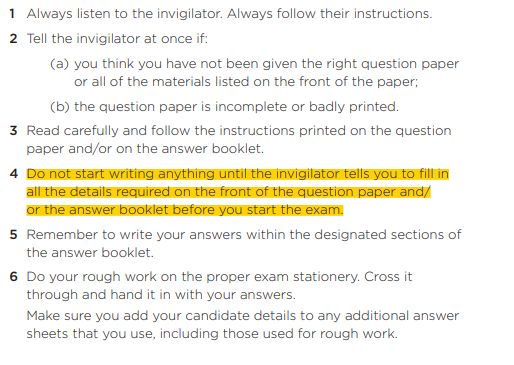 1 Always listen to the invigilator. Always follow their instructions.
2 Tell the invigilator at once if:
(a) you think you have not been given the right question paper
or all of the materials listed on the front of the paper;
(b) the question paper is incomplete or badly printed.
3 Read carefully and follow the instructions printed on the question
paper and/or on the answer booklet.
4 Do not start writing anything until the invigilator tells you to fill in
all the details required on the front of the question paper and/
or the answer booklet before you start the exam.
5 Remember to write your answers within the designated sections of
the answer booklet.
6 Do your rough work on the proper exam stationery. Cross it
through and hand it in with your answers.
Make sure you add your candidate details to any additional answer
sheets that you use, including those used for rough work.